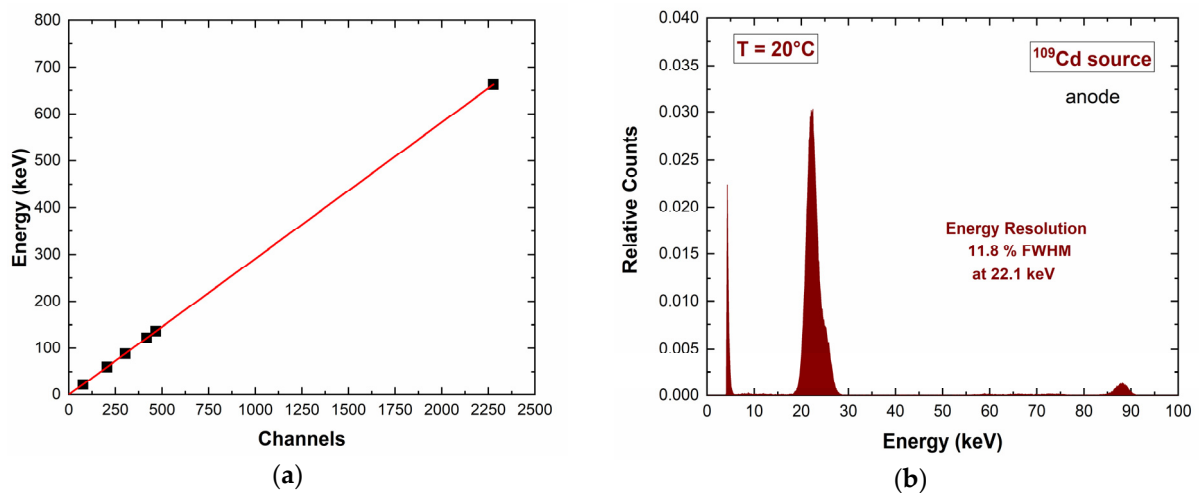 800
700
600
500
400
300
200
100
0
0 250 500 750 1000 1250 1500 1750 2000 2250 2500
Energy (keV)
Channels
(a)
0.040
0.035
0.030
0.025
0.020
0.015
0.010
0.005
0.000
0 10 20 30 40 50 60 70 80 90 100
Relative Counts
Energy (keV)
T = 20°C
¹⁰⁹Cd source
anode
Energy Resolution
11.8 % FWHM
at 22.1 keV
(b)